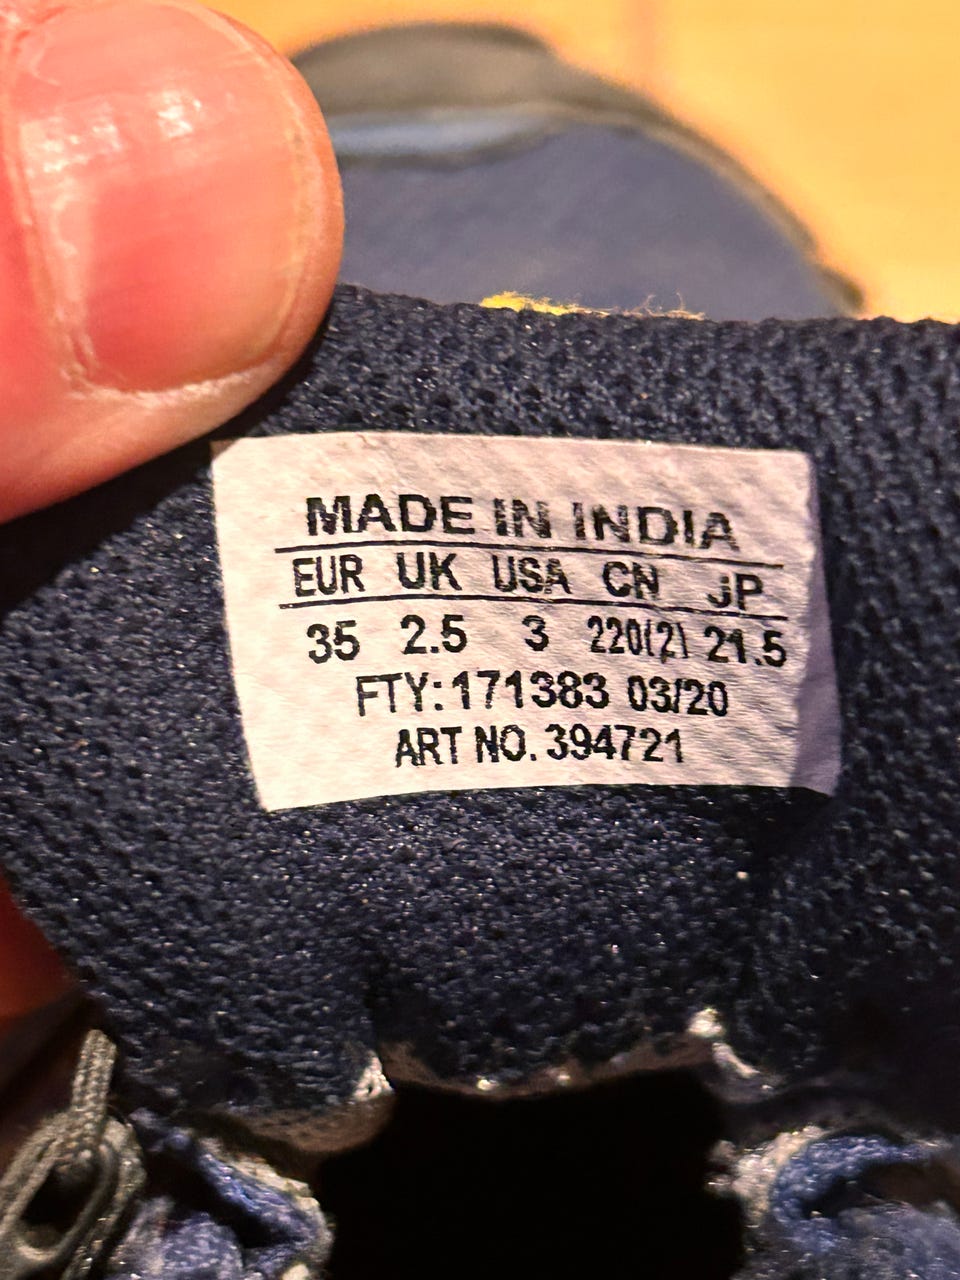 MADE IN INDIA
EUR UK USA CN JP
35 2.5 3 220(2) 21.5
FTY: 171383 03/20
ART NO. 394721